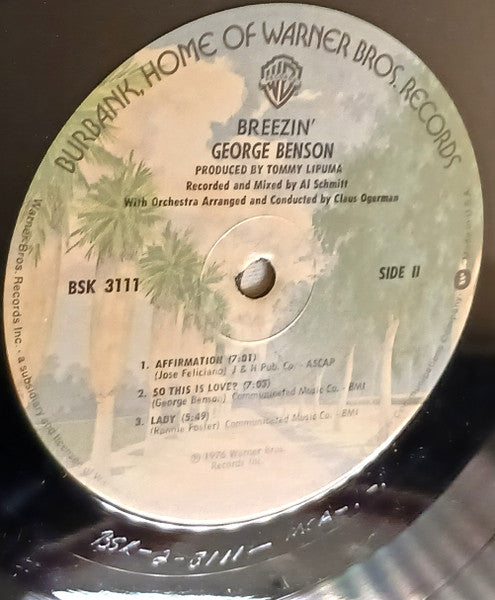 BURBANK, HOME OF WARNER BROS. RECORDS
BREEZIN'
GEORGE BENSON
PRODUCED BY TOMMY LIPUMA
Recorded and Mixed by Al Schmitt
With Orchestra Arranged and Conducted by Claus Ogerman
BSK 3111
SIDE II
1. AFFIRMATION (7:01)
(Jose Feliciano) J & H Pub. Co. - ASCAP
2. SO THIS IS LOVE? (7:03)
(George Benson) Communicated Music Co. - BMI
3. LADY (5:49)
(Ronnie Foster) Communicated Music Co. - BMI
℗ 1976 Warner Bros.
Records Inc.
Warner Bros. Records Inc. • a subsidiary and licensee of
BSK-2-3111-